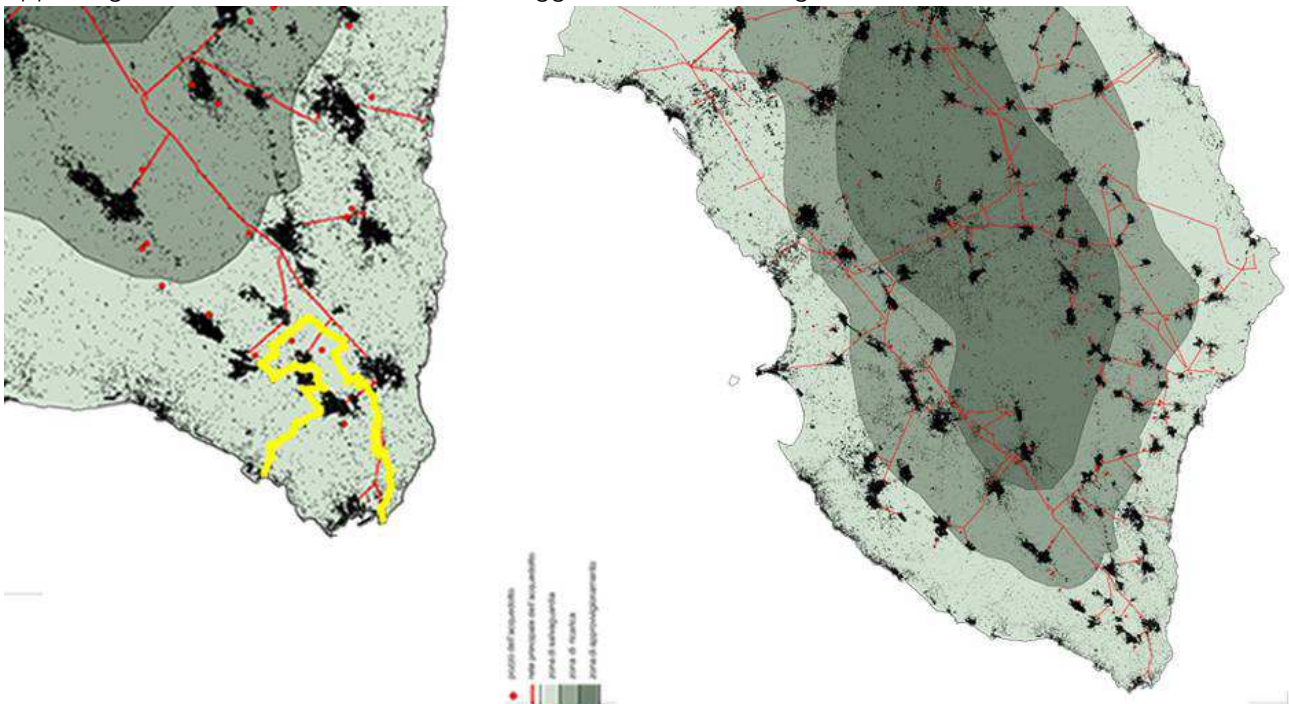 pozzo dell'acquedotto
rete principale dell'acquedotto
zona di salvaguardia
zona di ricarica
zona di approvvigionamento